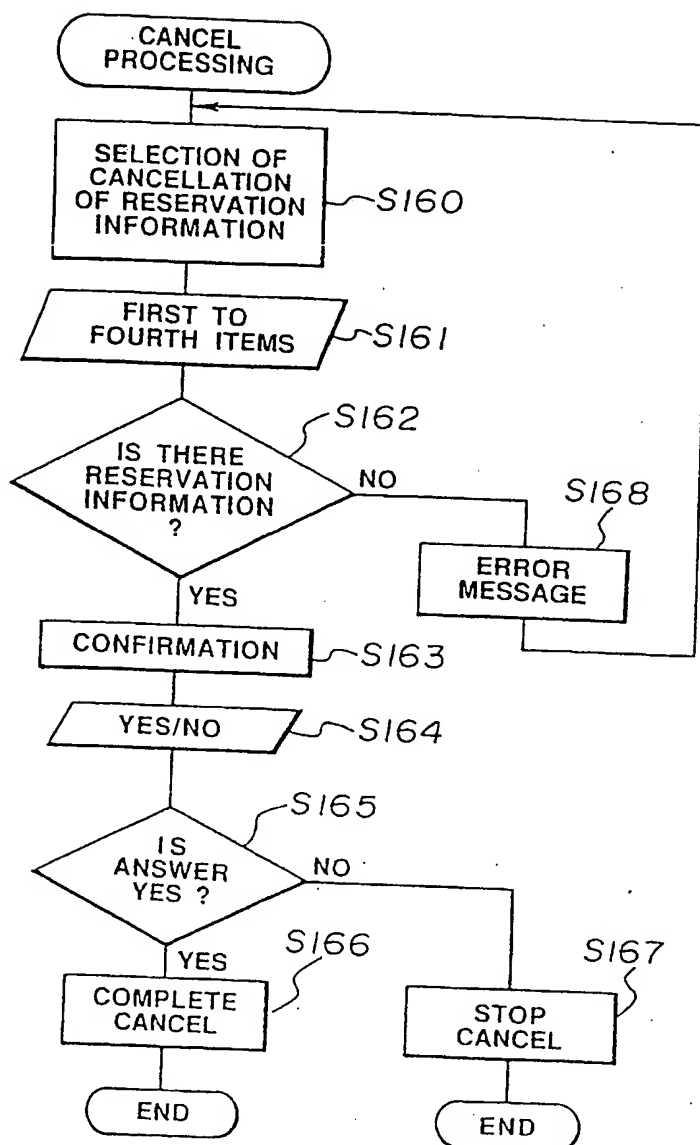 CANCEL
PROCESSING
SELECTION OF
CANCELLATION
OF RESERVATION
INFORMATION
S160
FIRST TO
FOURTH ITEMS
S161
S162
IS THERE
RESERVATION
INFORMATION
?
NO
S168
ERROR
MESSAGE
YES
CONFIRMATION
S163
YES/NO
S164
S165
IS
ANSWER
YES ?
NO
YES
S166
COMPLETE
CANCEL
S167
STOP
CANCEL
END
END